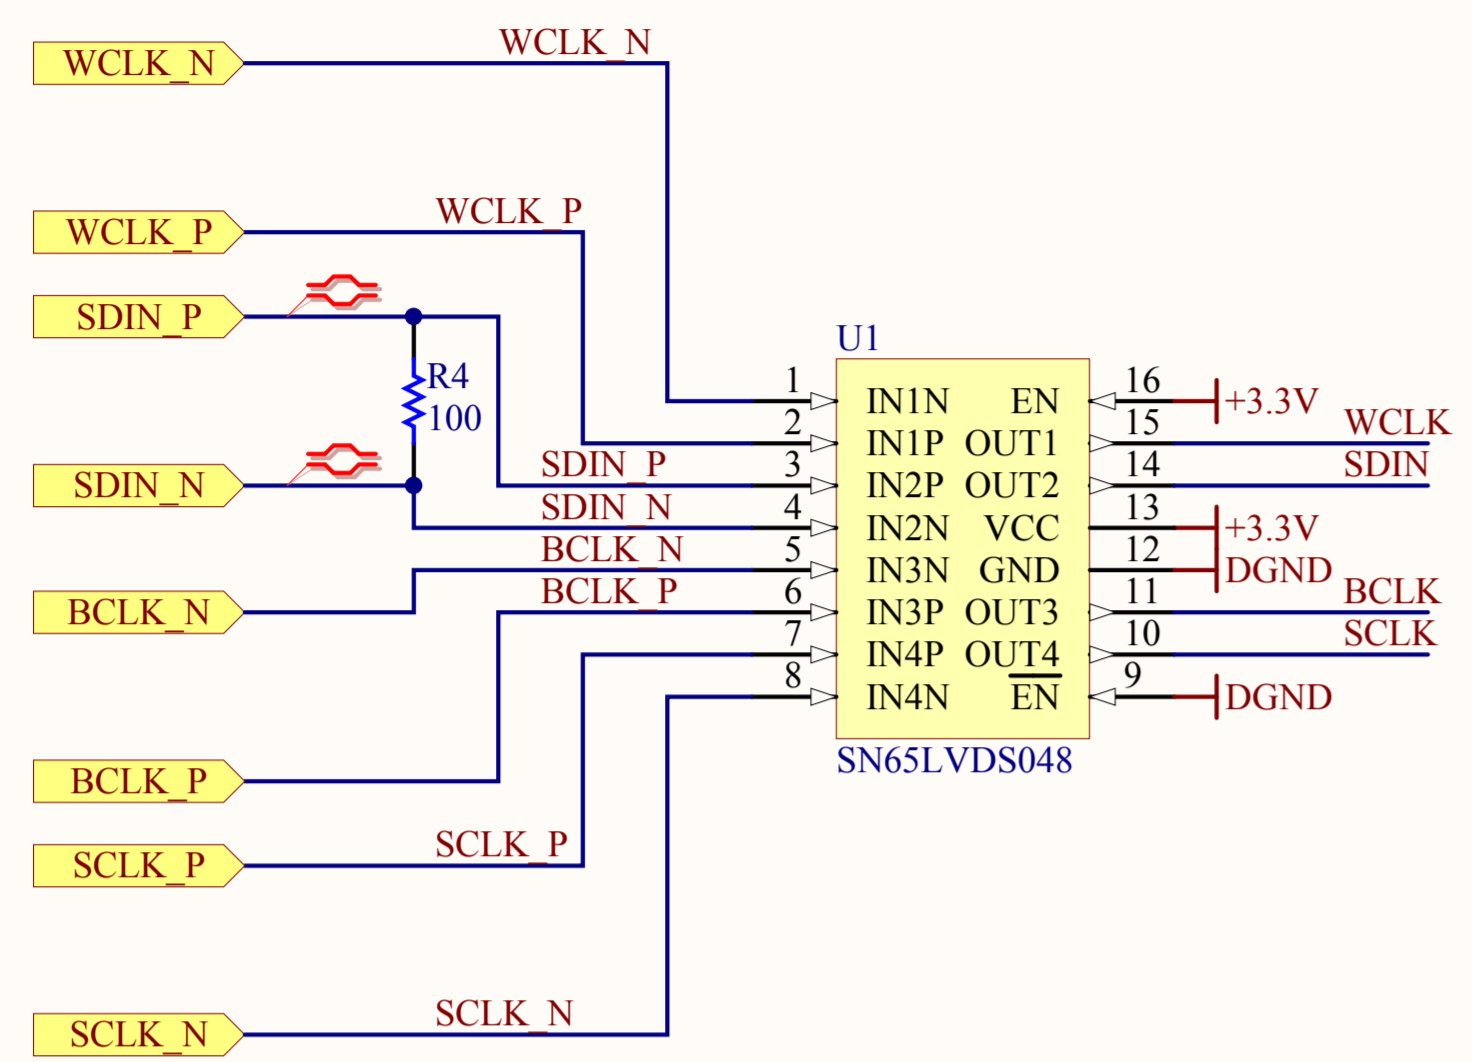 WCLK_N
WCLK_N
WCLK_P
WCLK_P
SDIN_P
R4
100
SDIN_N
BCLK_N
BCLK_P
SCLK_P
SCLK_P
SCLK_N
SCLK_N
SDIN_P
SDIN_N
BCLK_N
BCLK_P
U1
1 IN1N EN 16 +3.3V
2 IN1P OUT1 15 WCLK
3 IN2P OUT2 14 SDIN
4 IN2N VCC 13 +3.3V
5 IN3N GND 12 DGND
6 IN3P OUT3 11 BCLK
7 IN4P OUT4 10 SCLK
8 IN4N EN 9 DGND
SN65LVDS048